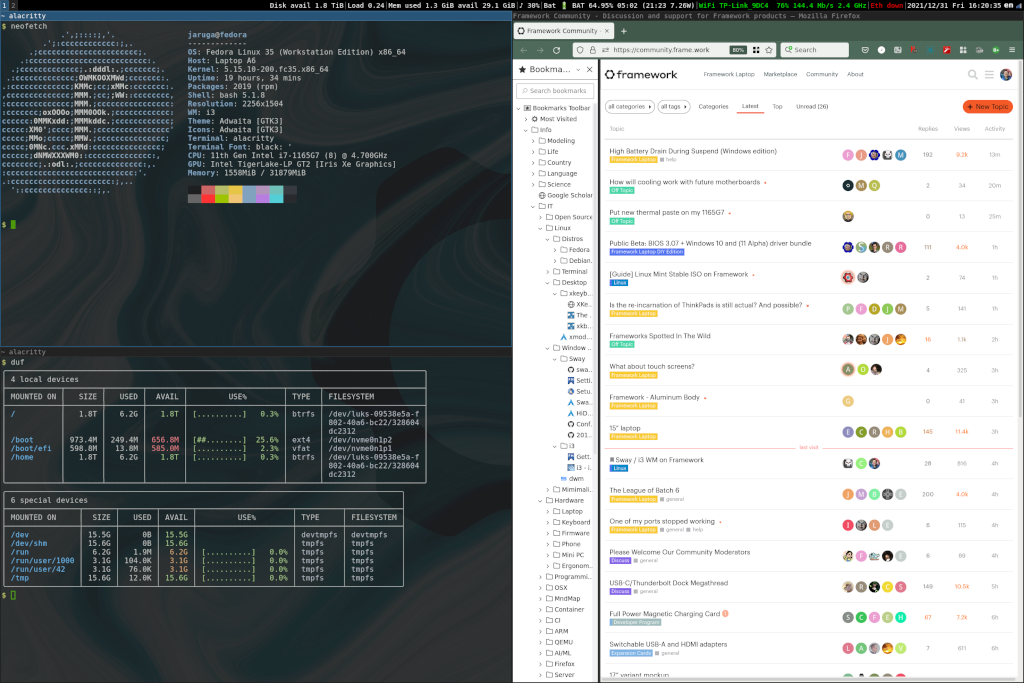 1 2
Disk avail 1.8 TiB|Load 0.24|Mem used 1.3 GiB avail 29.1 GiB|♪ 30%|Bat ↓ BAT 64.95% 05:02 (21:23 7.26W)|WiFi TP-Link_9DC4 76% 144.4 Mb/s 2.4 GHz|Eth down|2021/12/31 Fri 16:20:35 en
~ alacritty
$ neofetch
jaruga@fedora
-------------
OS: Fedora Linux 35 (Workstation Edition) x86_64
Host: Laptop A6
Kernel: 5.15.10-200.fc35.x86_64
Uptime: 19 hours, 34 mins
Packages: 2019 (rpm)
Shell: bash 5.1.8
Resolution: 2256x1504
WM: i3
Theme: Adwaita [GTK3]
Icons: Adwaita [GTK3]
Terminal: alacritty
Terminal Font: black: '
CPU: 11th Gen Intel i7-1165G7 (8) @ 4.700GHz
GPU: Intel TigerLake-LP GT2 [Iris Xe Graphics]
Memory: 1558MiB / 31879MiB
$
~ alacritty
$ duf
4 local devices
MOUNTED ON SIZE USED AVAIL USE% TYPE FILESYSTEM
/ 1.8T 6.2G 1.8T [..........] 0.3% btrfs /dev/luks-09538e5a-f
802-40a6-bc22/328604
dc2312
/boot 973.4M 249.4M 656.8M [##........] 25.6% ext4 /dev/nvme0n1p2
/boot/efi 598.8M 13.8M 585.0M [..........] 2.3% vfat /dev/nvme0n1p1
/home 1.8T 6.2G 1.8T [..........] 0.3% btrfs /dev/luks-09538e5a-f
802-40a6-bc22/328604
dc2312
6 special devices
MOUNTED ON SIZE USED AVAIL USE% TYPE FILESYSTEM
/dev 15.5G 0B 15.5G devtmpfs devtmpfs
/dev/shm 15.6G 0B 15.6G tmpfs tmpfs
/run 6.2G 1.9M 6.2G [..........] 0.0% tmpfs tmpfs
/run/user/1000 3.1G 104.0K 3.1G [..........] 0.0% tmpfs tmpfs
/run/user/42 3.1G 76.0K 3.1G [..........] 0.0% tmpfs tmpfs
/tmp 15.6G 12.0K 15.6G [..........] 0.0% tmpfs tmpfs
$
Framework Community - Discussion and support for Framework products — Mozilla Firefox
Framework Community -
https://community.frame.work 80% Search
Bookma...
Search bookmarks
Bookmarks Toolbar
Most Visited
Info
Modeling
Life
Country
Language
Science
Google Scholar
IT
Open Source
Linux
Distros
Fedora
Debian.
Terminal
Desktop
xkeyb...
XKe...
The ...
xkb...
xmod...
Window ...
Sway
swa...
Setti...
Setu...
Swa...
HiD...
Conf...
201...
i3
Gett...
i3 - i...
dwm
Mimimali...
Hardware
Laptop
Keyboard
Firmware
Phone
Mini PC
Ergonom...
Programmi...
OSX
MndMap
Container
CI
ARM
QEMU
AI/ML
Firefox
Server
framework
Framework Laptop Marketplace Community About
all categories all tags Categories Latest Top Unread (26) + New Topic
Topic Replies Views Activity
High Battery Drain During Suspend (Windows edition) 192 9.2k 13m
Framework Laptop help
How will cooling work with future motherboards 2 34 20m
Off Topic
Put new thermal paste on my 1165G7 0 13 25m
Off Topic
Public Beta: BIOS 3.07 + Windows 10 and (11 Alpha) driver bundle 111 4.0k 1h
Framework Laptop DIY Edition
[Guide] Linux Mint Stable ISO on Framework 2 74 1h
Linux
Is the re-incarnation of ThinkPads is still actual? And possible? 5 141 1h
Framework Laptop
Frameworks Spotted In The Wild 16 1.1k 2h
Off Topic
What about touch screens? 4 325 3h
Framework Laptop
Framework - Aluminum Body 0 41 3h
Framework Laptop
15" laptop 145 11.4k 3h
Framework Laptop
last visit
Sway / i3 WM on Framework 29 816 4h
Linux
The League of Batch 6 200 4.0k 5h
Framework Laptop general
One of my ports stopped working 6 115 4h
Framework Laptop general help
Please Welcome Our Community Moderators 6 89 4h
Discuss general
USB-C/Thunderbolt Dock Megathread 149 10.5k 5h
Discuss general
Full Power Magnetic Charging Card 67 7.2k 6h
Developer Program
Switchable USB-A and HDMI adapters 7 611 6h
Expansion Cards general
17" variant mockup